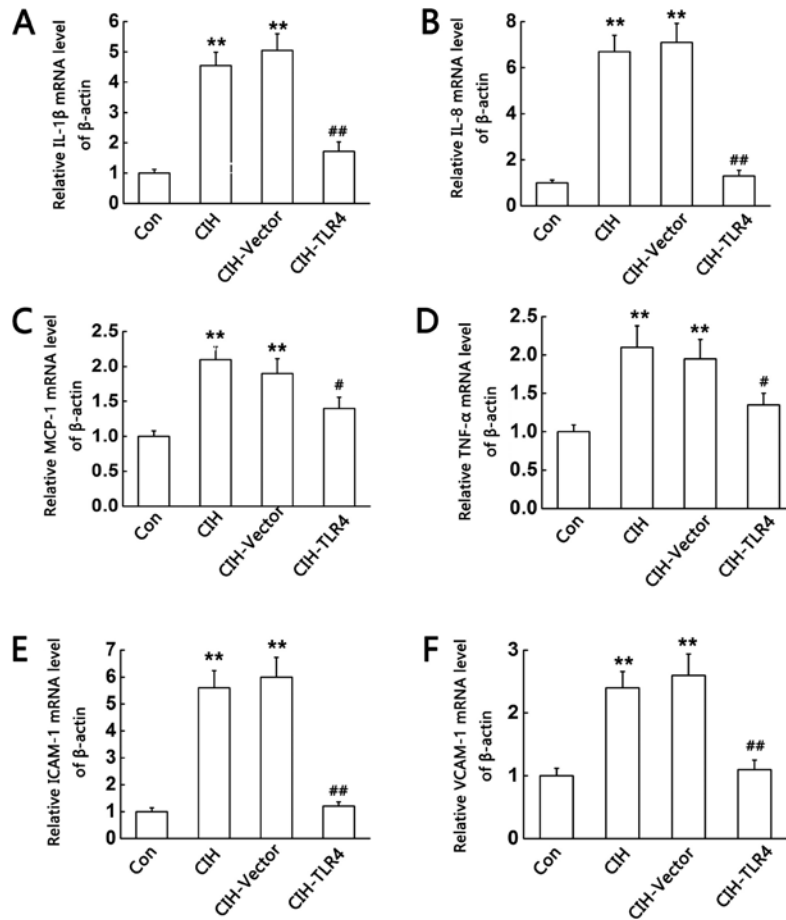 A
Relative IL-1β mRNA level
of β-actin
6
5
4
3
2
1
0
**
**
##
Con
CIH
CIH-Vector
CIH-TLR4
B
Relative IL-8 mRNA level
of β-actin
8
6
4
2
0
**
**
##
Con
CIH
CIH-Vector
CIH-TLR4
C
Relative MCP-1 mRNA level
of β-actin
2.5
2.0
1.5
1.0
0.5
0.0
**
**
#
Con
CIH
CIH-Vector
CIH-TLR4
D
Relative TNF-α mRNA level
of β-actin
2.5
2.0
1.5
1.0
0.5
0.0
**
**
#
Con
CIH
CIH-Vector
CIH-TLR4
E
Relative ICAM-1 mRNA level
of β-actin
7
6
5
4
3
2
1
0
**
**
##
Con
CIH
CIH-Vector
CIH-TLR4
F
Relative VCAM-1 mRNA level
of β-actin
3
2
1
0
**
**
##
Con
CIH
CIH-Vector
CIH-TLR4